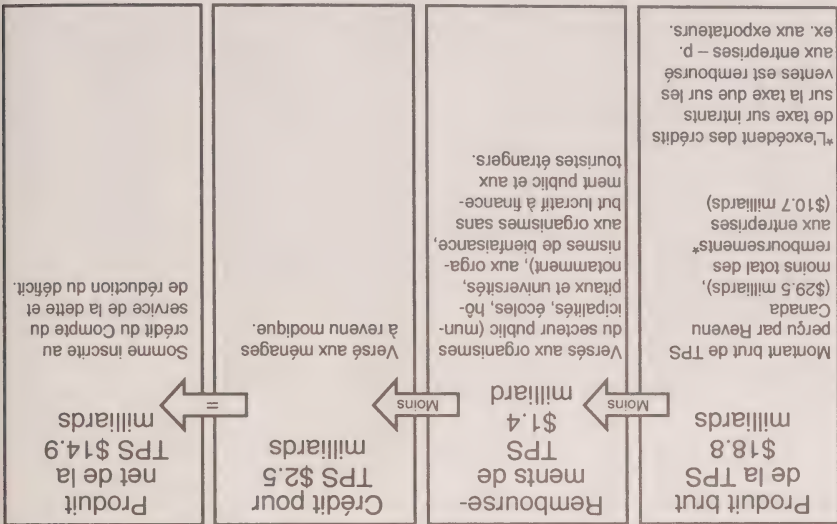 Produit brut
de la TPS
$18.8
milliards
Montant brut de TPS
perçu par Revenu
Canada
($29.5 milliards),
moins total des
remboursements*
aux entreprises
($10.7 milliards)
*L'excédent des crédits
de taxe sur intrants
sur la taxe due sur les
ventes est remboursé
aux entreprises – p.
ex. aux exportateurs.
Moins
Rembourse-
ments de
TPS
$1.4
milliard
Versés aux organismes
du secteur public (mun-
icipalités, écoles, hô-
pitaux et universités,
notamment), aux orga-
nismes de bienfaisance,
aux organismes sans
but lucratif à finance-
ment public et aux
touristes étrangers.
Moins
Crédit pour
TPS $2.5
milliards
Versé aux ménages
à revenu modique.
=
Produit
net de la
TPS $14.9
milliards
Somme inscrite au
crédit du Compte du
service de la dette et
de réduction du déficit.